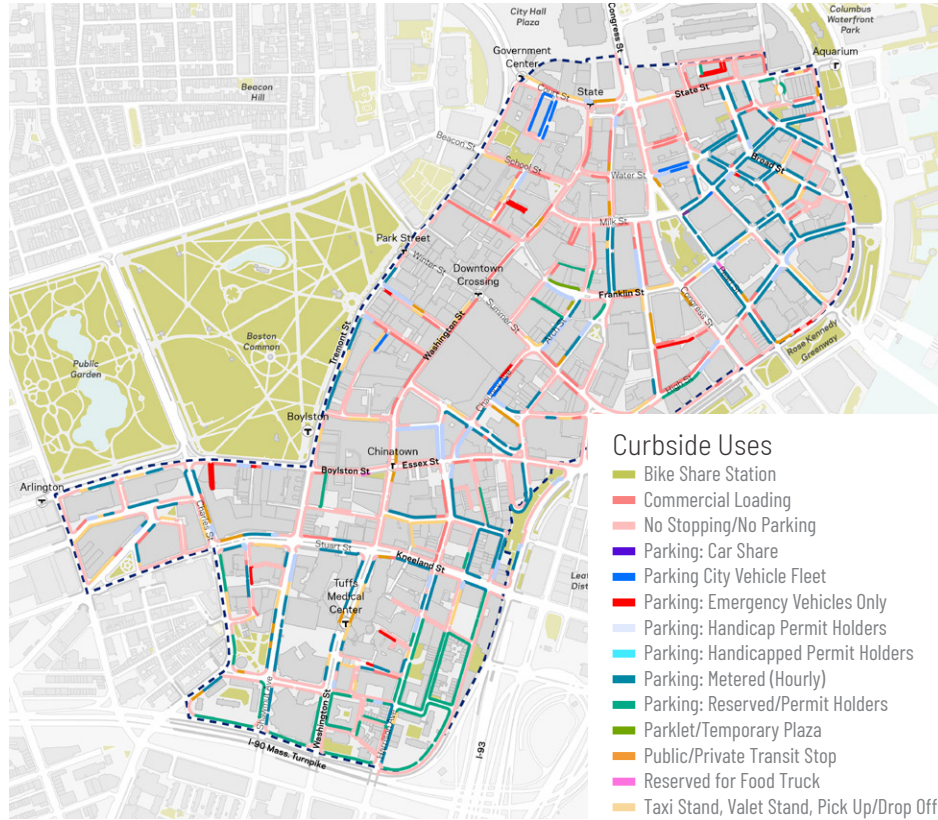 City Hall
Plaza
Columbus
Waterfront
Park
Congress St
Government
Center
Aquarium
Beacon
Hill
Court St
State
State St
Beacon St
School St
Broad St
Water St
Milk St
Park Street
Winter St
Downtown
Crossing
Franklin St
Congress St
Summer St
Arch St
Washington St
Tremont St
Rose Kennedy
Greenway
High St
Boston
Common
Public
Garden
Boylston
Chinatown
Essex St
Boylston St
Arlington
Charles St
Stuart St
Kneeland St
Tufts
Medical
Center
Washington St
I-90 Mass. Turnpike
I-93
Curbside Uses
Bike Share Station
Commercial Loading
No Stopping/No Parking
Parking: Car Share
Parking City Vehicle Fleet
Parking: Emergency Vehicles Only
Parking: Handicap Permit Holders
Parking: Handicapped Permit Holders
Parking: Metered (Hourly)
Parking: Reserved/Permit Holders
Parklet/Temporary Plaza
Public/Private Transit Stop
Reserved for Food Truck
Taxi Stand, Valet Stand, Pick Up/Drop Off